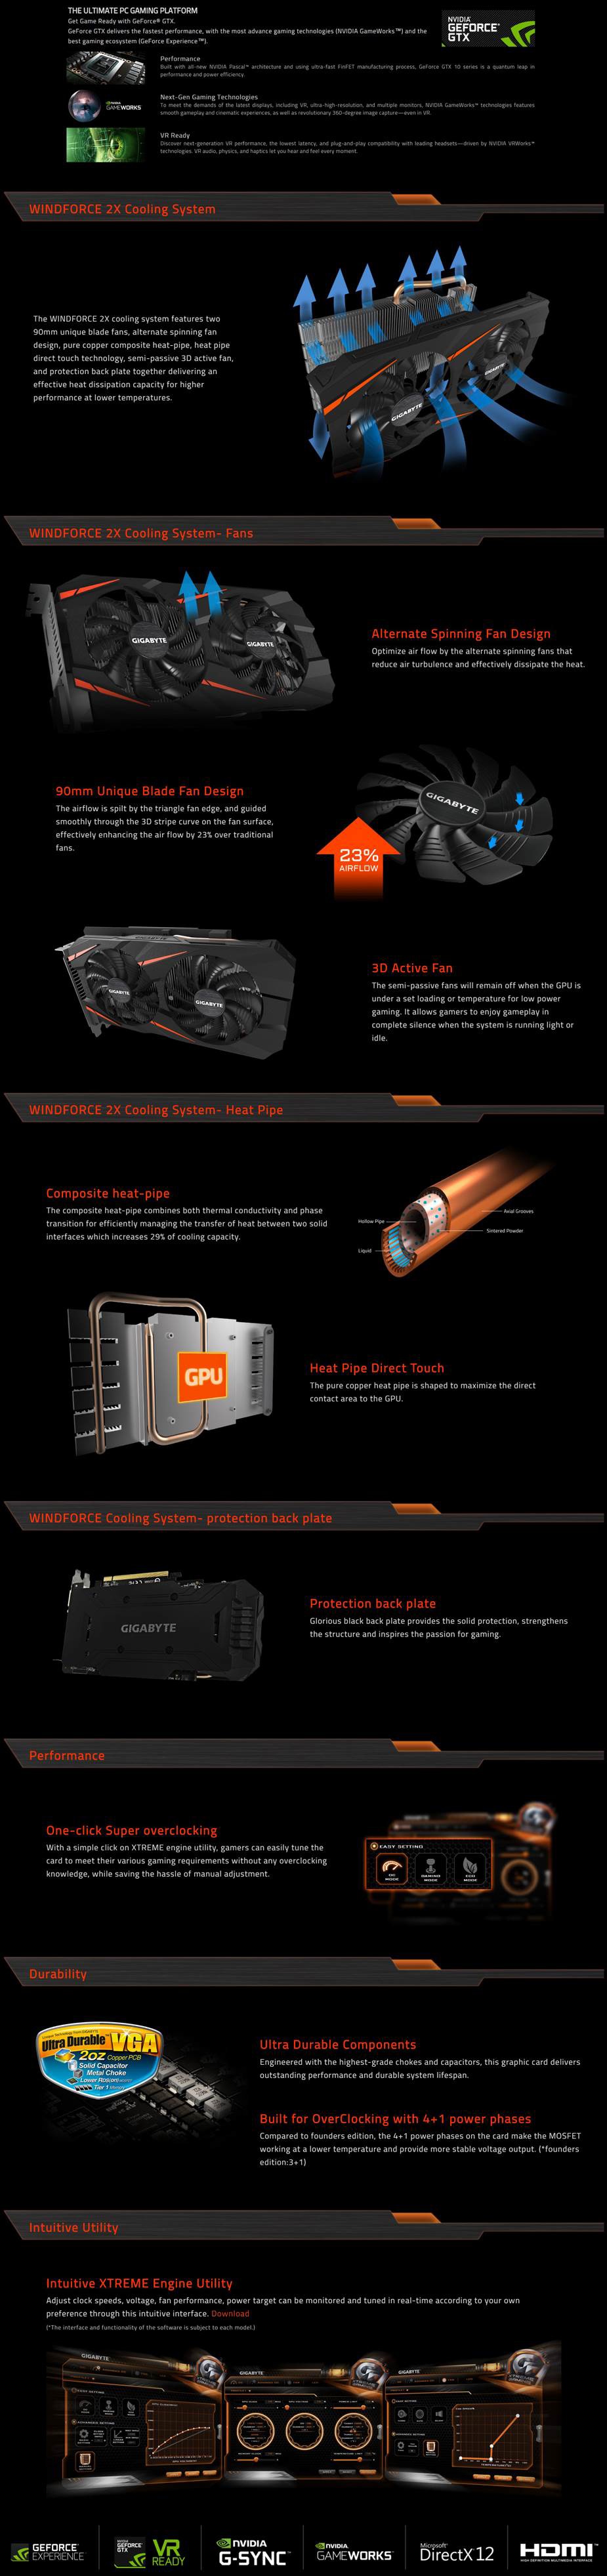 THE ULTIMATE PC GAMING PLATFORM
Get Game Ready with GeForce® GTX.
GeForce GTX delivers the fastest performance, with the most advance gaming technologies (NVIDIA GameWorks™) and the
best gaming ecosystem (GeForce Experience™).
NVIDIA
GEFORCE®
GTX
Performance
Built with all-new NVIDIA Pascal™ architecture and using ultra-fast FinFET manufacturing process, GeForce GTX 10 series is a quantum leap in
performance and power efficiency.
NVIDIA
GAMEWORKS
Next-Gen Gaming Technologies
To meet the demands of the latest displays, including VR, ultra-high-resolution, and multiple monitors, NVIDIA GameWorks™ technologies features
smooth gameplay and cinematic experiences, as well as revolutionary 360-degree image capture—even in VR.
VR Ready
Discover next-generation VR performance, the lowest latency, and plug-and-play compatibility with leading headsets—driven by NVIDIA VRWorks™
technologies. VR audio, physics, and haptics let you hear and feel every moment.
WINDFORCE 2X Cooling System
The WINDFORCE 2X cooling system features two
90mm unique blade fans, alternate spinning fan
design, pure copper composite heat-pipe, heat pipe
direct touch technology, semi-passive 3D active fan,
and protection back plate together delivering an
effective heat dissipation capacity for higher
performance at lower temperatures.
GIGABYTE
GIGABYTE
WINDFORCE 2X Cooling System- Fans
GIGABYTE
GIGABYTE
Alternate Spinning Fan Design
Optimize air flow by the alternate spinning fans that
reduce air turbulence and effectively dissipate the heat.
90mm Unique Blade Fan Design
The airflow is spilt by the triangle fan edge, and guided
smoothly through the 3D stripe curve on the fan surface,
effectively enhancing the air flow by 23% over traditional
fans.
GIGABYTE
23%
AIRFLOW
GIGABYTE
GIGABYTE
3D Active Fan
The semi-passive fans will remain off when the GPU is
under a set loading or temperature for low power
gaming. It allows gamers to enjoy gameplay in
complete silence when the system is running light or
idle.
WINDFORCE 2X Cooling System- Heat Pipe
Composite heat-pipe
The composite heat-pipe combines both thermal conductivity and phase
transition for efficiently managing the transfer of heat between two solid
interfaces which increases 29% of cooling capacity.
Axial Grooves
Hollow Pipe
Sintered Powder
Liquid
GPU
Heat Pipe Direct Touch
The pure copper heat pipe is shaped to maximize the direct
contact area to the GPU.
WINDFORCE Cooling System- protection back plate
GIGABYTE
Protection back plate
Glorious black back plate provides the solid protection, strengthens
the structure and inspires the passion for gaming.
Performance
One-click Super overclocking
With a simple click on XTREME engine utility, gamers can easily tune the
card to meet their various gaming requirements without any overclocking
knowledge, while saving the hassle of manual adjustment.
GIGABYTE
EASY SETTING
OC
MODE
GAMING
MODE
ECO
MODE
Durability
Ultra Durable VGA
2oz Copper PCB
Solid Capacitor
Metal Choke
Lower RDS(on)
Tier 1
Ultra Durable Components
Engineered with the highest-grade chokes and capacitors, this graphic card delivers
outstanding performance and durable system lifespan.
Built for OverClocking with 4+1 power phases
Compared to founders edition, the 4+1 power phases on the card make the MOSFET
working at a lower temperature and provide more stable voltage output. (*founders
edition:3+1)
Intuitive Utility
Intuitive XTREME Engine Utility
Adjust clock speeds, voltage, fan performance, power target can be monitored and tuned in real-time according to your own
preference through this intuitive interface. Download
(*The interface and functionality of the software is subject to each model.)
GIGABYTE
GIGABYTE
GIGABYTE
GEFORCE®
EXPERIENCE™
NVIDIA
GEFORCE
GTX
VR
READY
NVIDIA
G-SYNC™
NVIDIA
GAMEWORKS™
Microsoft®
DirectX 12
HDMI™
HIGH-DEFINITION MULTIMEDIA INTERFACE